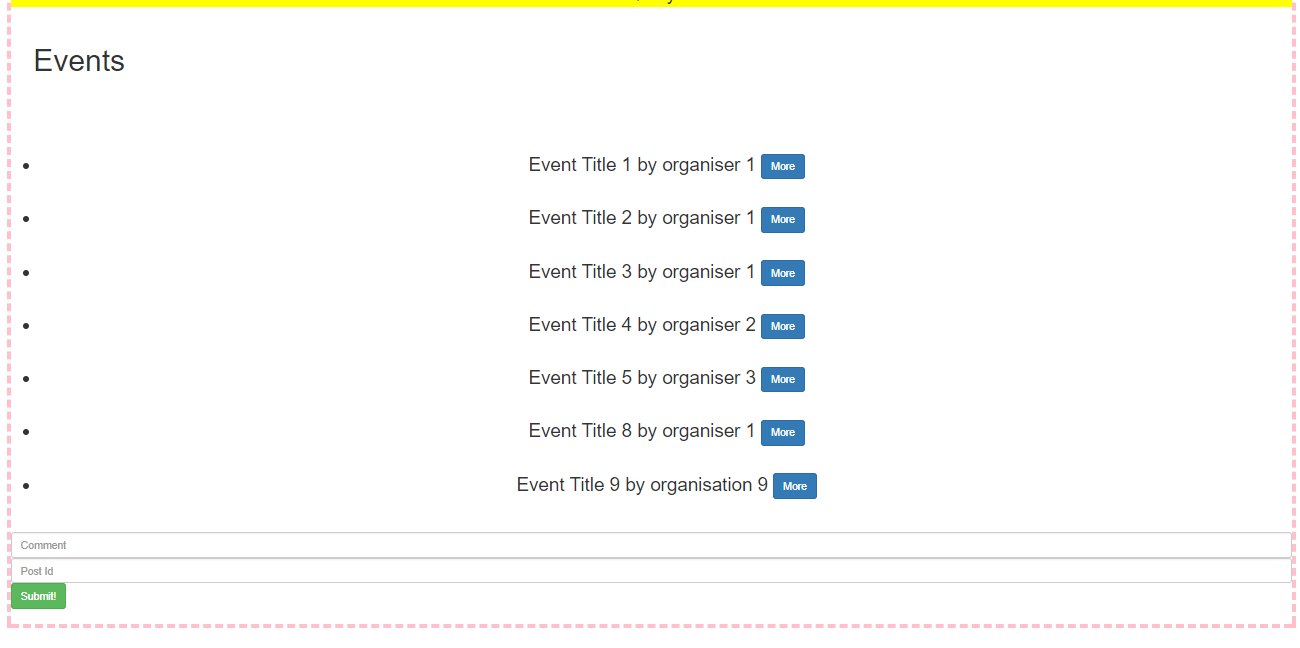 Events
Event Title 1 by organiser 1 More
Event Title 2 by organiser 1 More
Event Title 3 by organiser 1 More
Event Title 4 by organiser 2 More
Event Title 5 by organiser 3 More
Event Title 8 by organiser 1 More
Event Title 9 by organisation 9 More
Comment
Post Id
Submit!